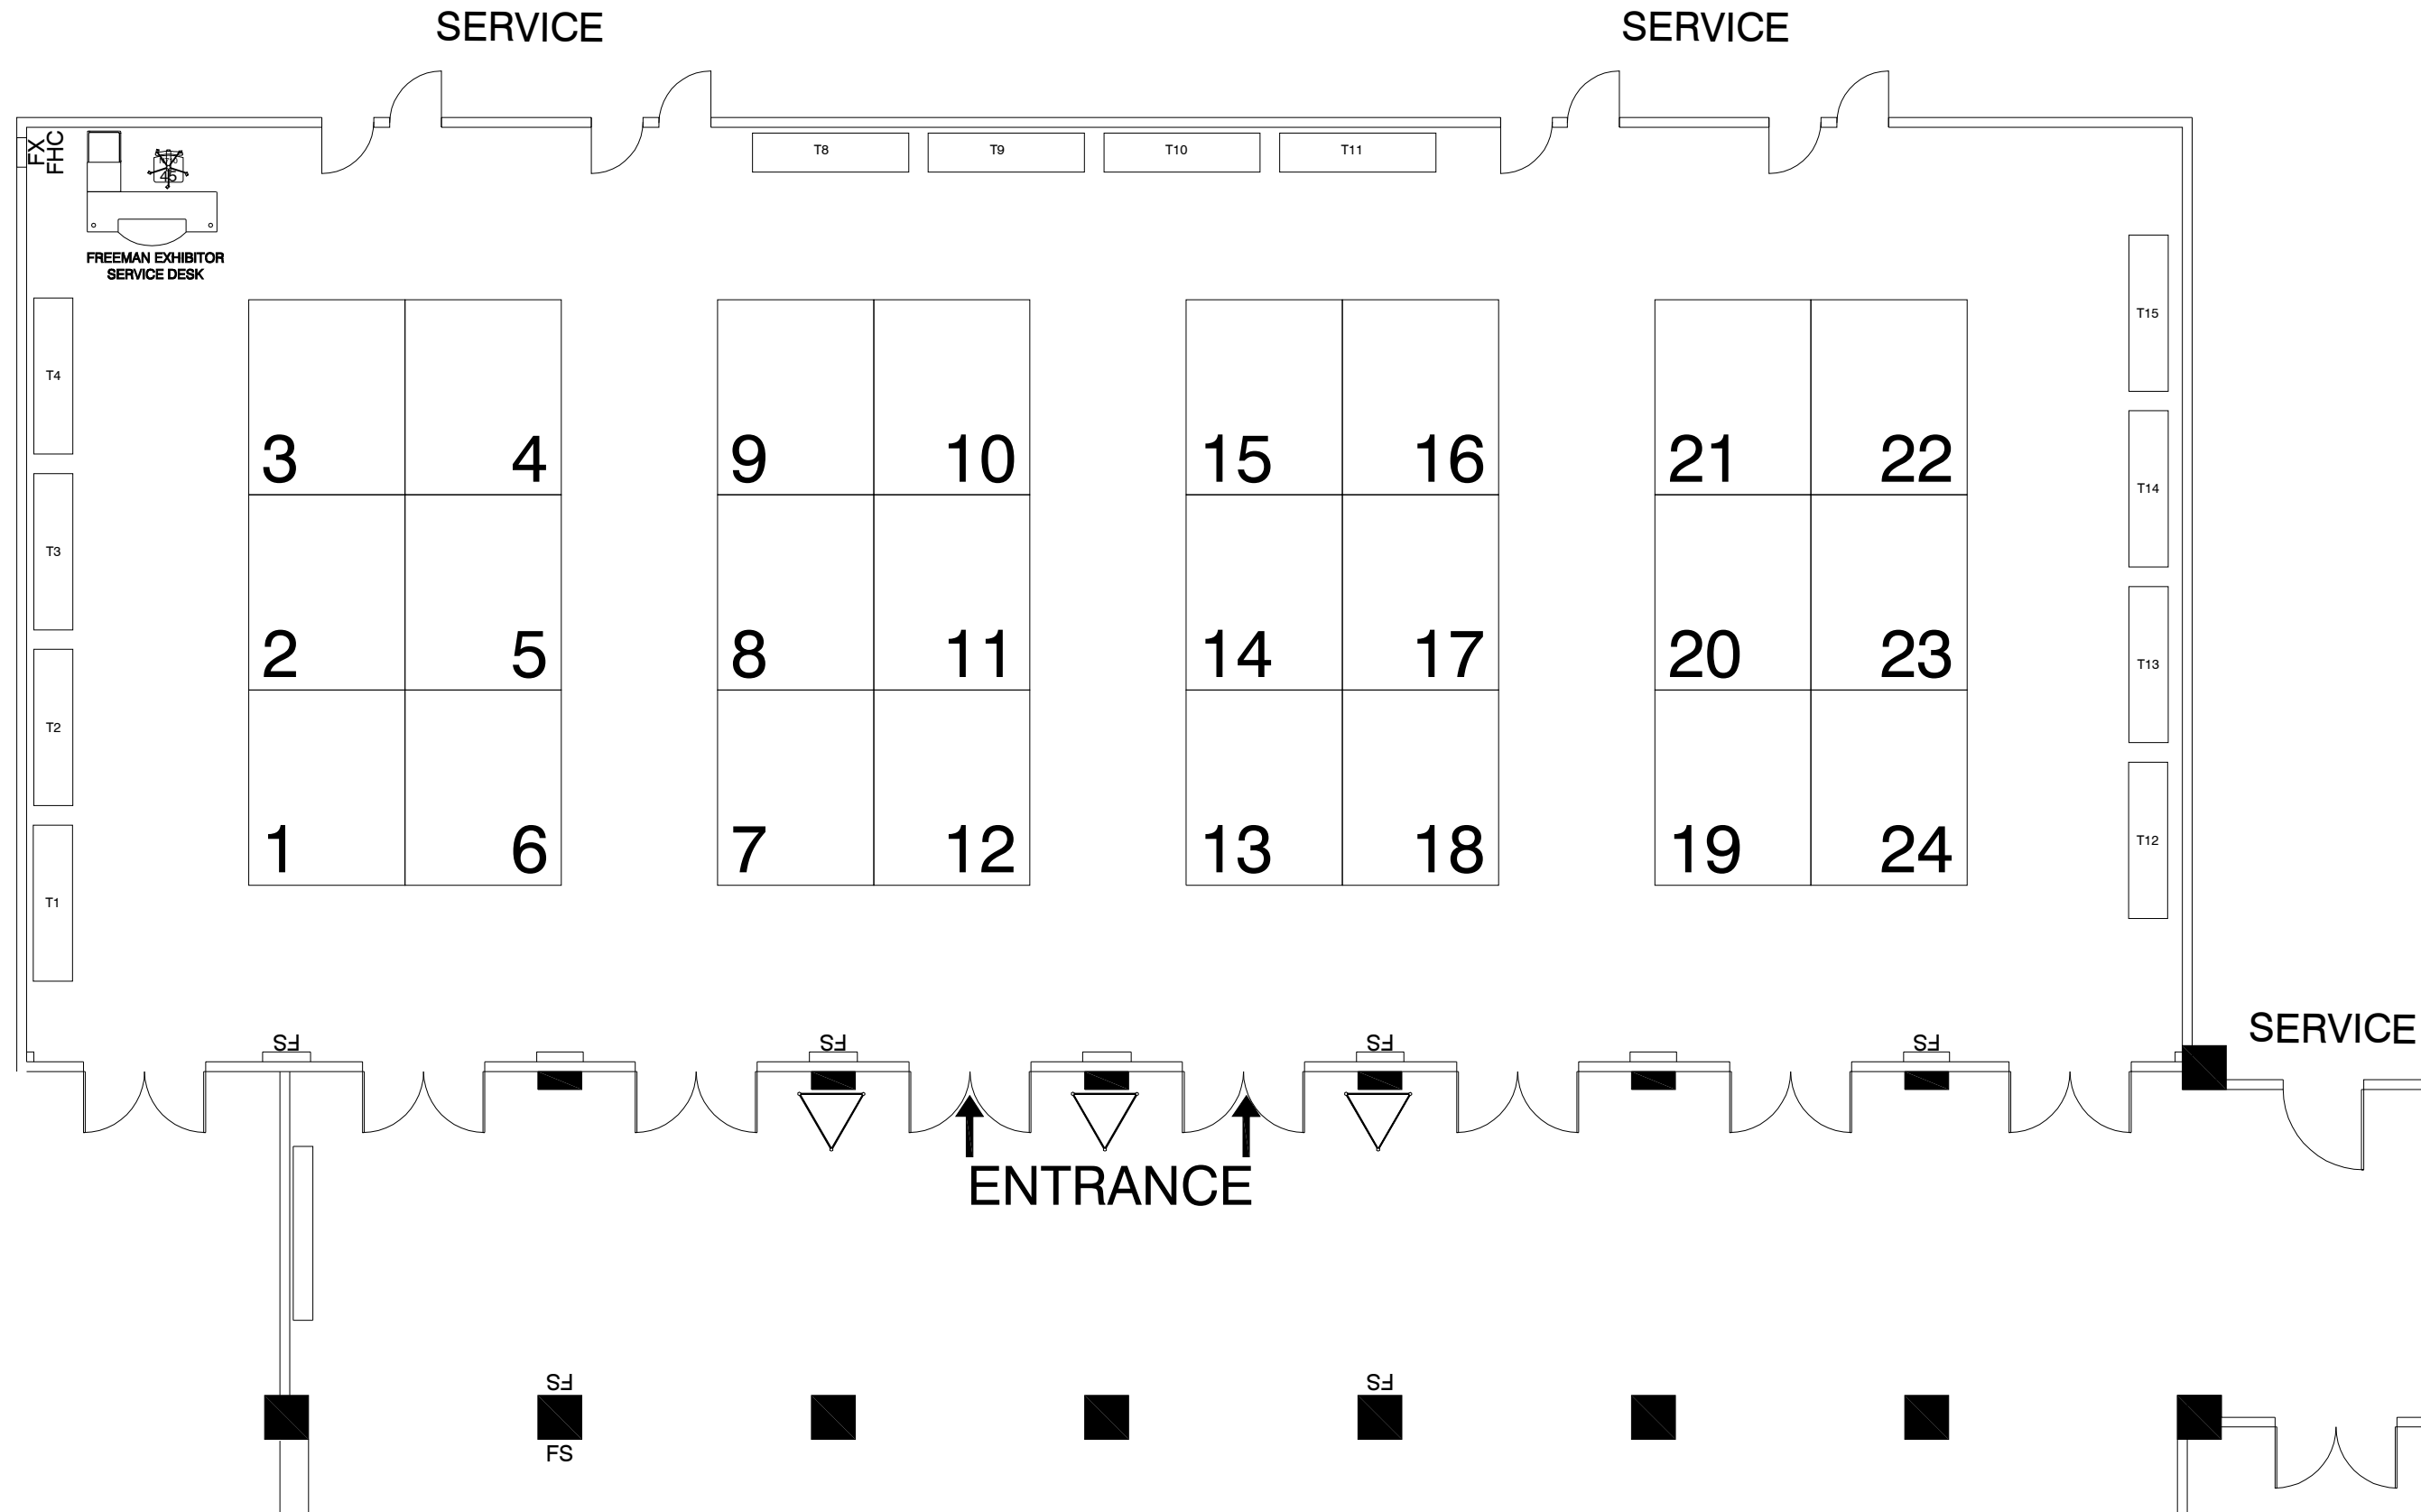 SERVICE SERVICE
FX
FHC
45
FREEMAN EXHIBITOR
SERVICE DESK
T8 T9 T10 T11
T15
T4
3 4 9 10 15 16 21 22
T14
T3
2 5 8 11 14 17 20 23
T13
T2
1 6 7 12 13 18 19 24
T12
T1
SERVICE
FS FS FS FS
ENTRANCE
FS FS
FS